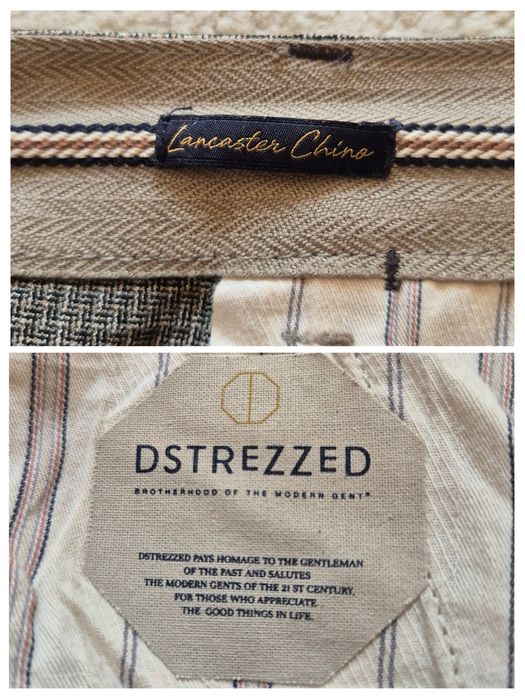 Lancaster Chino
DSTREZZED
BROTHERHOOD OF THE MODERN GENT®
DSTREZZED PAYS HOMAGE TO THE GENTLEMAN
OF THE PAST AND SALUTES
THE MODERN GENTS OF THE 21 ST CENTURY,
FOR THOSE WHO APPRECIATE
THE GOOD THINGS IN LIFE.